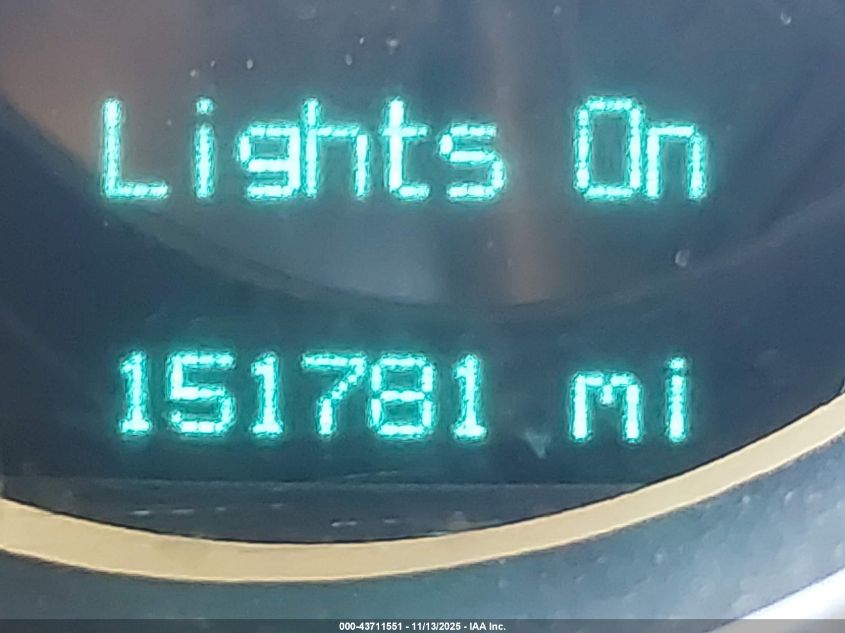 Lights On
151781 mi
000-43711551 - 11/13/2025 - IAA Inc.